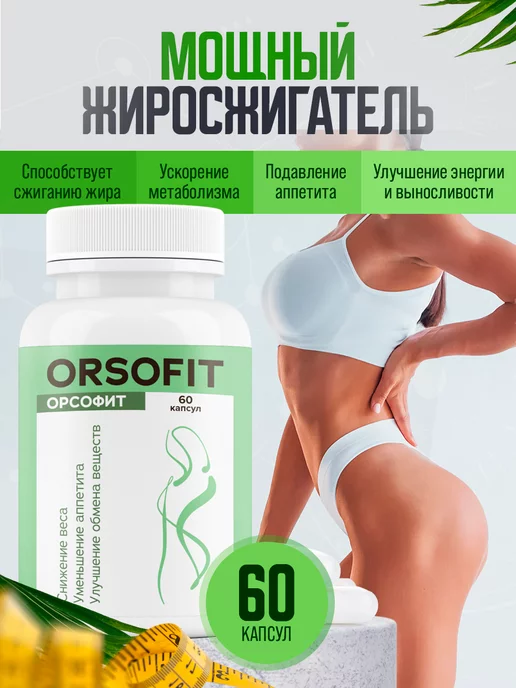 МОЩНЫЙ
ЖИРОСЖИГАТЕЛЬ
Способствует
сжиганию жира
Ускорение
метаболизма
Подавление
аппетита
Улучшение энергии
и выносливости
ORSOFIT
ОРСОФИТ
60
капсул
Снижение веса
Уменьшение аппетита
Улучшение обмена веществ
60
КАПСУЛ